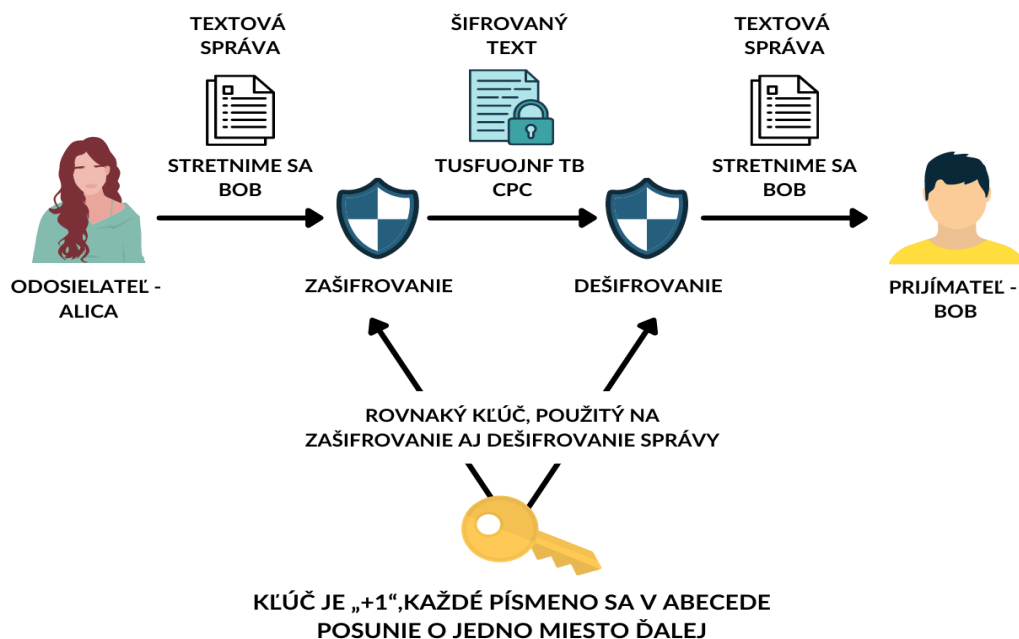 TEXTOVÁ
SPRÁVA
ŠIFROVANÝ
TEXT
TEXTOVÁ
SPRÁVA
STRETNIME SA
BOB
TUSFUOJNF TB
CPC
STRETNIME SA
BOB
ODOSIELATEĽ -
ALICA
ZAŠIFROVANIE
DEŠIFROVANIE
PRIJÍMATEĽ -
BOB
ROVNAKÝ KĽÚČ, POUŽITÝ NA
ZAŠIFROVANIE AJ DEŠIFROVANIE SPRÁVY
KĽÚČ JE „+1“,KAŽDÉ PÍSMENO SA V ABECEDE
POSUNIE O JEDNO MIESTO ĎALEJ